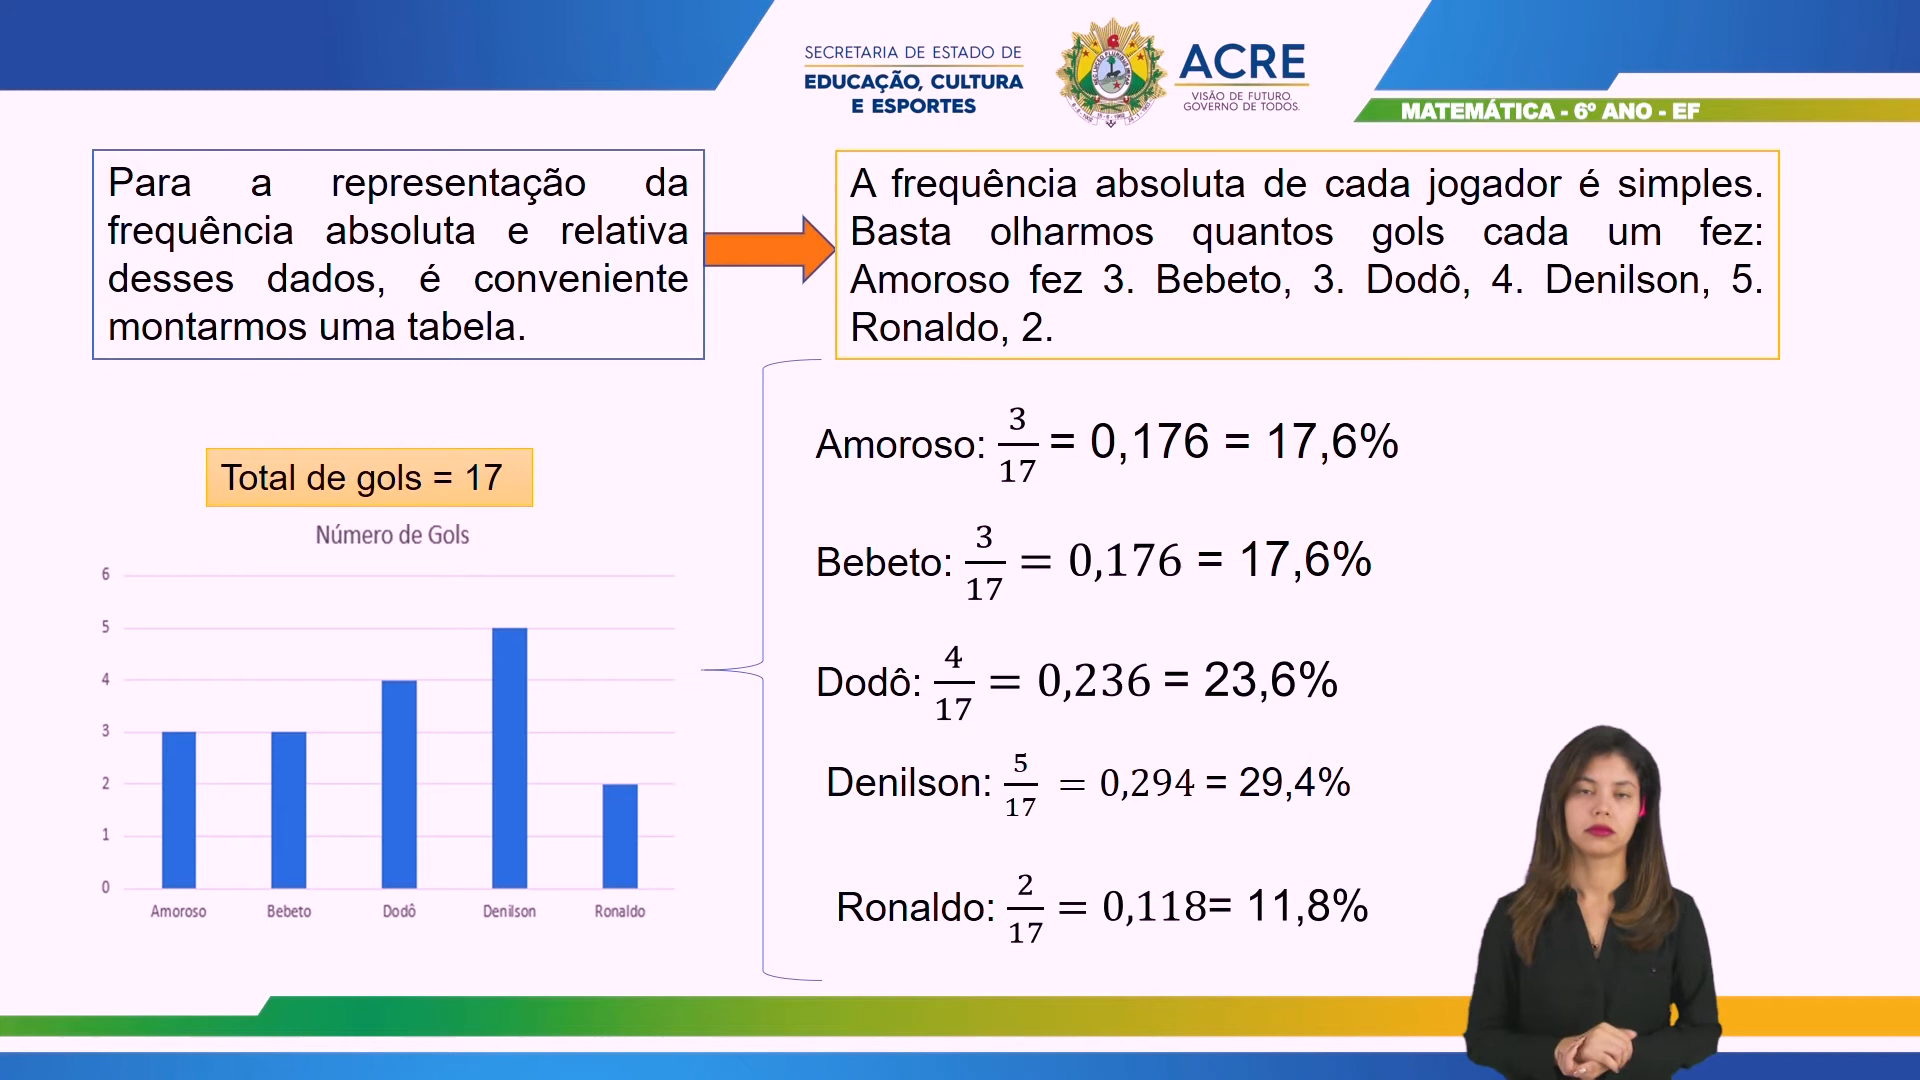 SECRETARIA DE ESTADO DE
EDUCAÇÃO, CULTURA
E ESPORTES
ACRE
VISÃO DE FUTURO.
GOVERNO DE TODOS.
MATEMÁTICA - 6º ANO - EF
Para a representação da
frequência absoluta e relativa
desses dados, é conveniente
montarmos uma tabela.
A frequência absoluta de cada jogador é simples.
Basta olharmos quantos gols cada um fez:
Amoroso fez 3. Bebeto, 3. Dodô, 4. Denilson, 5.
Ronaldo, 2.
Total de gols = 17
Número de Gols
6
5
4
3
2
1
0
Amoroso Bebeto Dodô Denilson Ronaldo
Amoroso: 3/17 = 0,176 = 17,6%
Bebeto: 3/17 = 0,176 = 17,6%
Dodô: 4/17 = 0,236 = 23,6%
Denilson: 5/17 = 0,294 = 29,4%
Ronaldo: 2/17 = 0,118= 11,8%